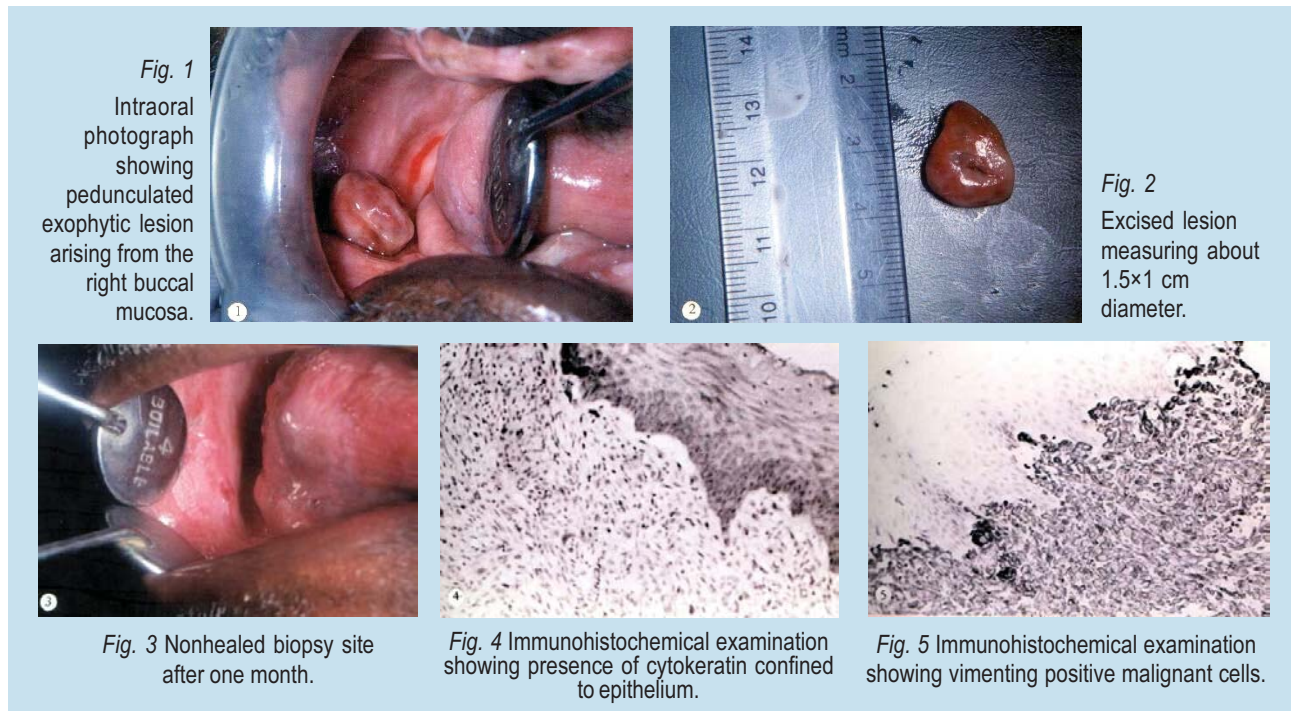 Fig. 1
Intraoral
photograph
showing
pedunculated
exophytic lesion
arising from the
right buccal
mucosa.
1
14
13
12
11
10
mm
2
3
4
5
2
Fig. 2
Excised lesion
measuring about
1.5×1 cm
diameter.
4
3
Fig. 3 Nonhealed biopsy site
after one month.
4
Fig. 4 Immunohistochemical examination
showing presence of cytokeratin confined
to epithelium.
5
Fig. 5 Immunohistochemical examination
showing vimenting positive malignant cells.